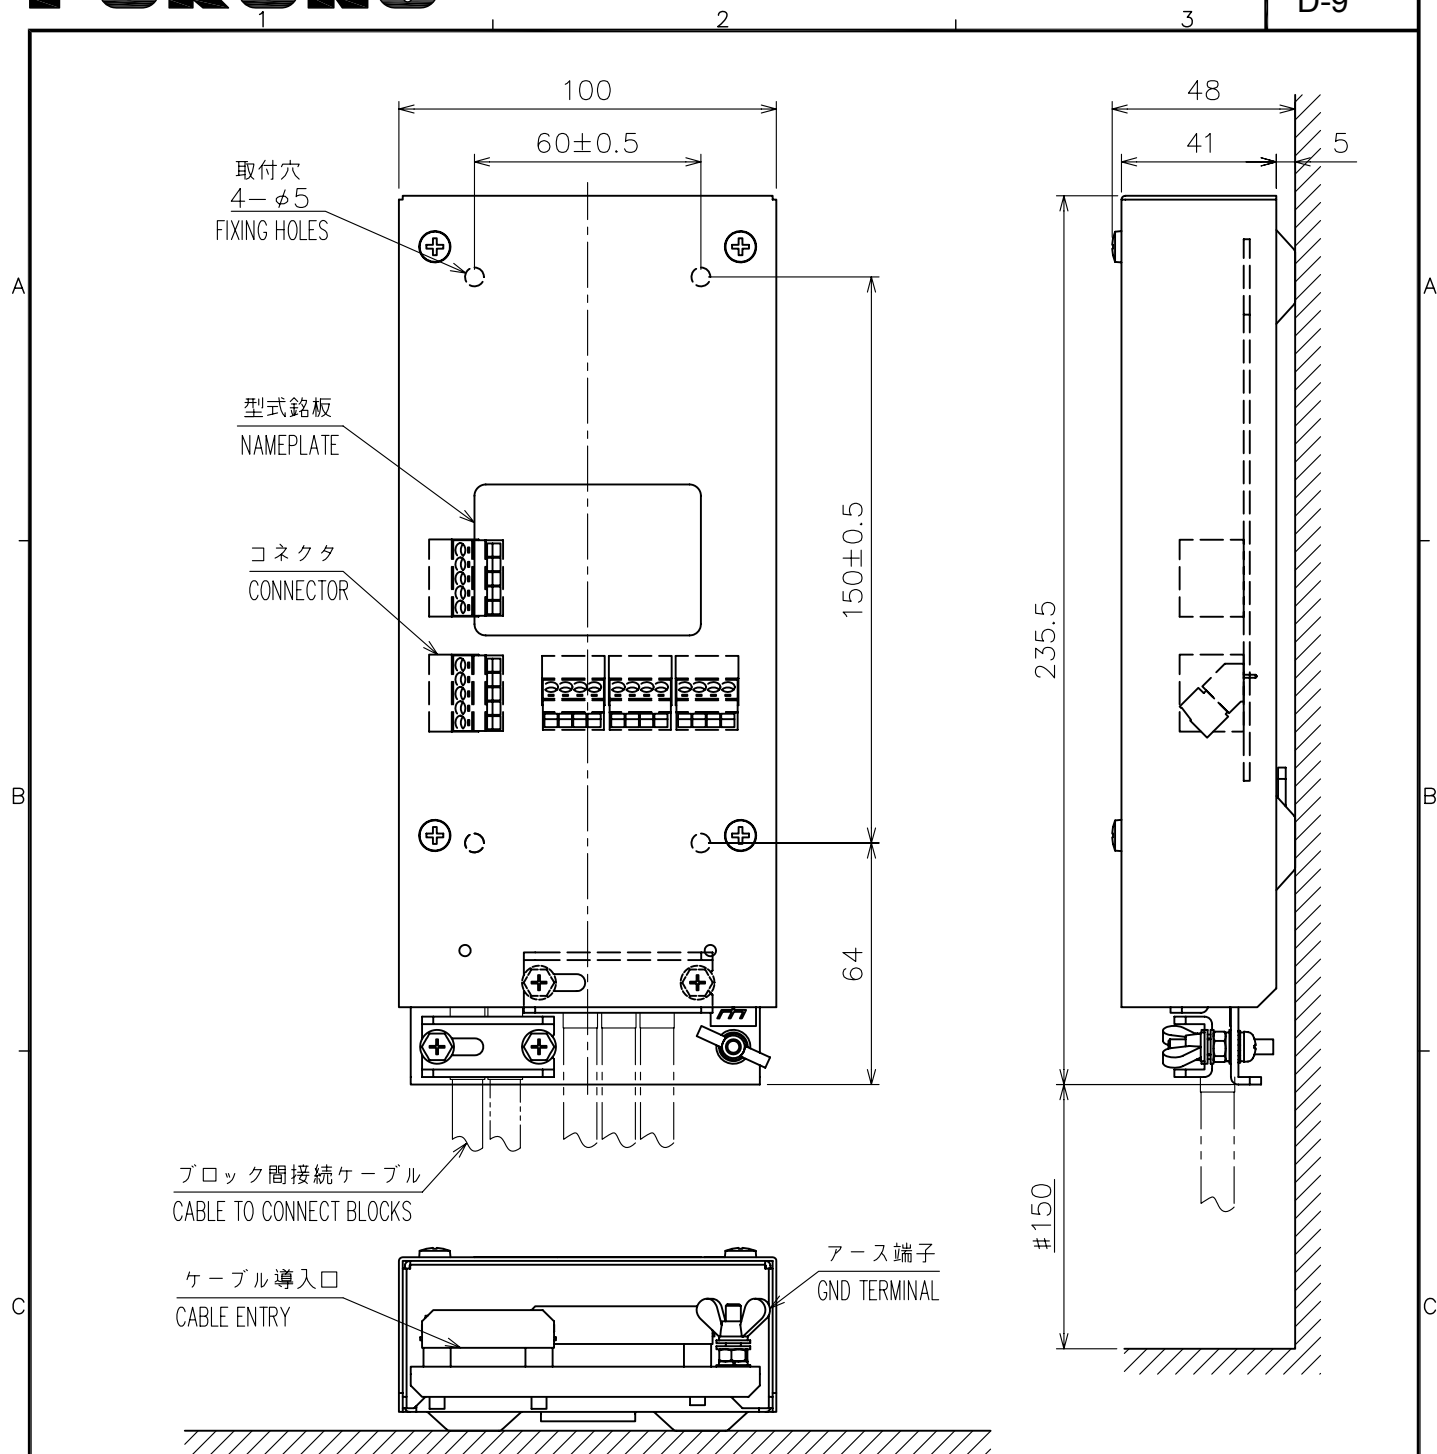 FURUNO
D-9
1
2
3
100
60±0.5
取付穴
4-φ5
FIXING HOLES
48
41
5
A
A
型式銘板
NAMEPLATE
コネクタ
CONNECTOR
150±0.5
235.5
B
B
64
ブロック間接続ケーブル
CABLE TO CONNECT BLOCKS
#150
アース端子
GND TERMINAL
ケーブル導入口
CABLE ENTRY
C
C